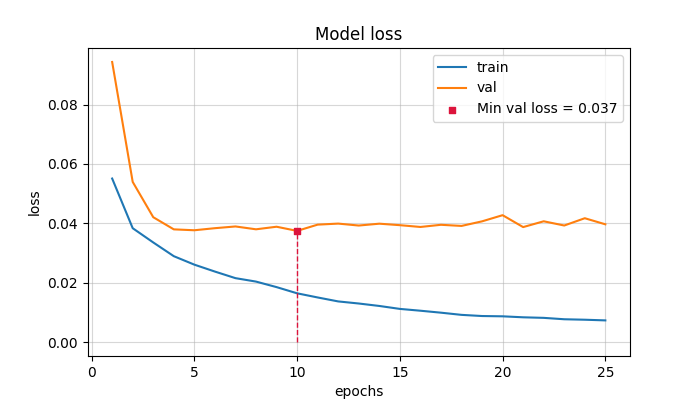 Model loss
train
val
Min val loss = 0.037
loss
0.08
0.06
0.04
0.02
0.00
0 5 10 15 20 25
epochs